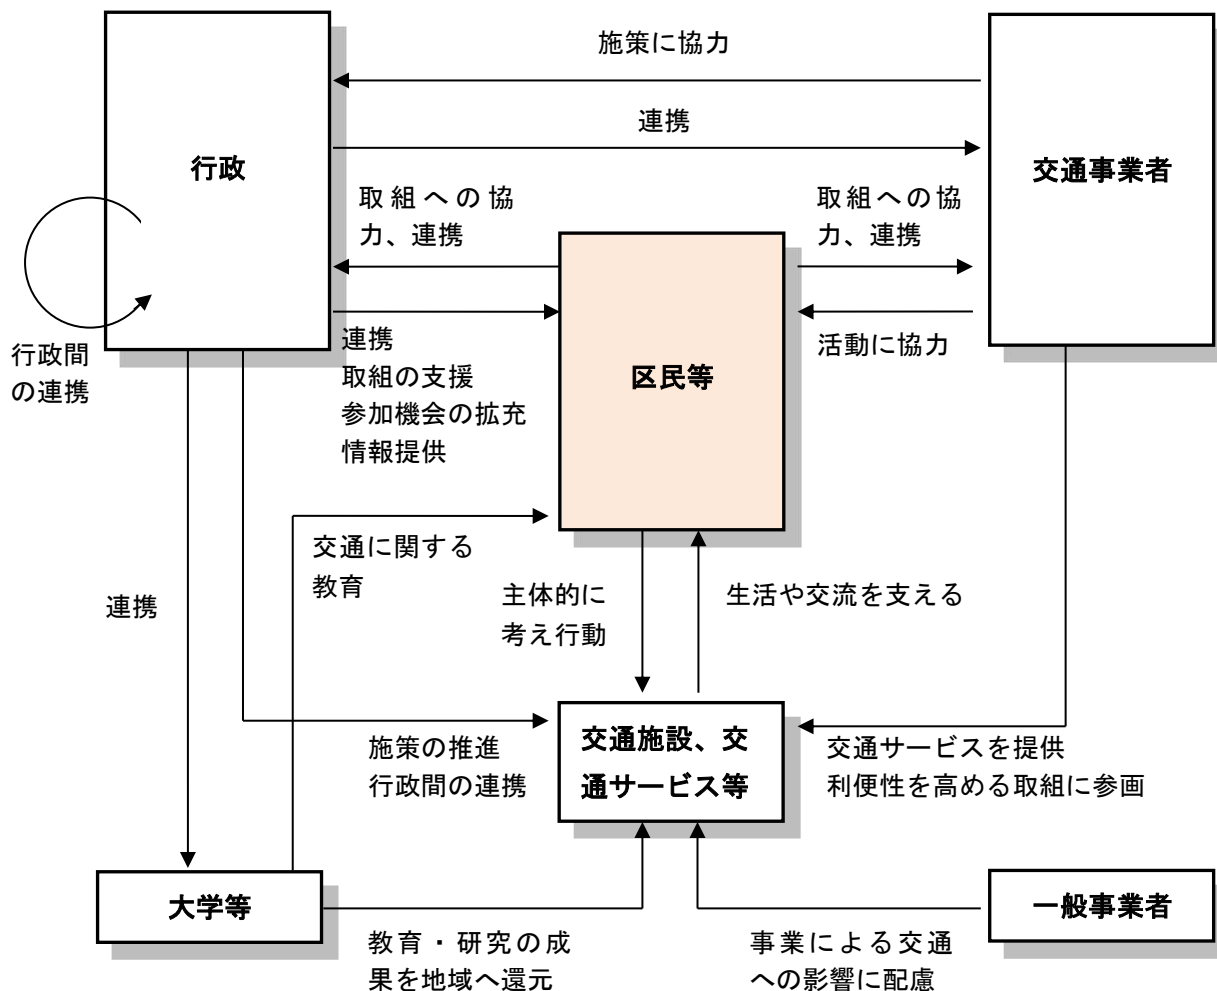 施策に協力
連携
行政
交通事業者
取組への協
力、連携
取組への協
力、連携
行政間
の連携
連携
取組の支援
参加機会の拡充
情報提供
区民等
活動に協力
交通に関する
教育
連携
主体的に
考え行動
生活や交流を支える
施策の推進
行政間の連携
交通施設、交
通サービス等
交通サービスを提供
利便性を高める取組に参画
大学等
一般事業者
教育・研究の成
果を地域へ還元
事業による交通
への影響に配慮